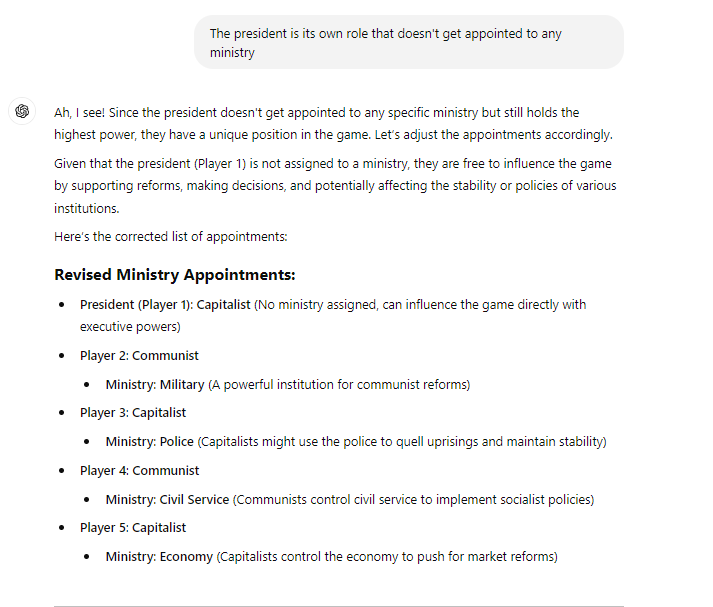 The president is its own role that doesn't get appointed to any
ministry
Ah, I see! Since the president doesn't get appointed to any specific ministry but still holds the
highest power, they have a unique position in the game. Let's adjust the appointments accordingly.
Given that the president (Player 1) is not assigned to a ministry, they are free to influence the game
by supporting reforms, making decisions, and potentially affecting the stability or policies of various
institutions.
Here's the corrected list of appointments:
Revised Ministry Appointments:
• President (Player 1): Capitalist (No ministry assigned, can influence the game directly with
executive powers)
• Player 2: Communist
• Ministry: Military (A powerful institution for communist reforms)
• Player 3: Capitalist
• Ministry: Police (Capitalists might use the police to quell uprisings and maintain stability)
• Player 4: Communist
• Ministry: Civil Service (Communists control civil service to implement socialist policies)
• Player 5: Capitalist
• Ministry: Economy (Capitalists control the economy to push for market reforms)